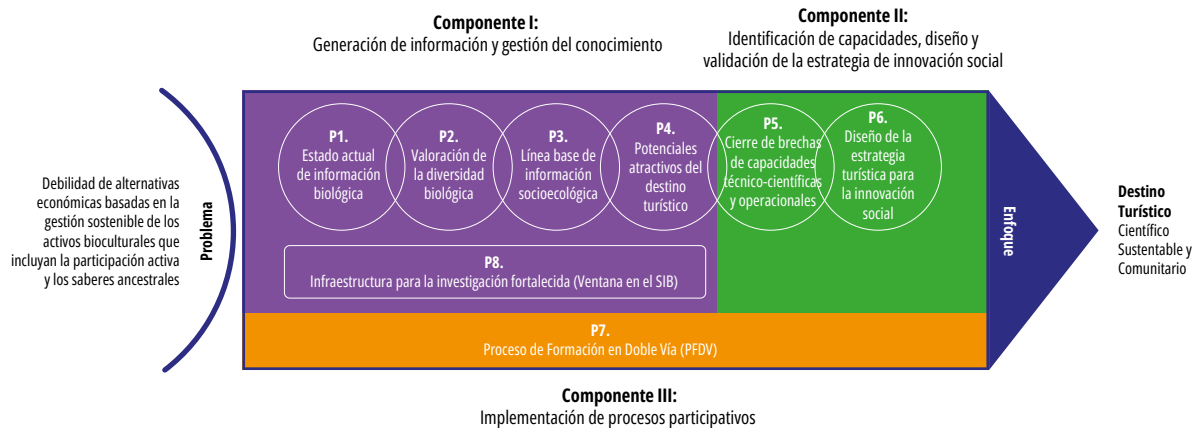 Componente I:
Generación de información y gestión del conocimiento
Componente II:
Identificación de capacidades, diseño y
validación de la estrategia de innovación social
Debilidad de alternativas
económicas basadas en la
gestión sostenible de los
activos bioculturales que
incluyan la participación activa
y los saberes ancestrales
Problema
P1.
Estado actual
de información
biológica
P2.
Valoración de
la diversidad
biológica
P3.
Línea base de
información
socioecológica
P4.
Potenciales
atractivos del
destino
turístico
P5.
Cierre de brechas
de capacidades
técnico-científicas
y operacionales
P6.
Diseño de la
estrategia
turística para
la innovación
social
P8.
Infraestructura para la investigación fortalecida (Ventana en el SIB)
P7.
Proceso de Formación en Doble Vía (PFDV)
Enfoque
Destino
Turístico
Científico
Sustentable y
Comunitario
Componente III:
Implementación de procesos participativos